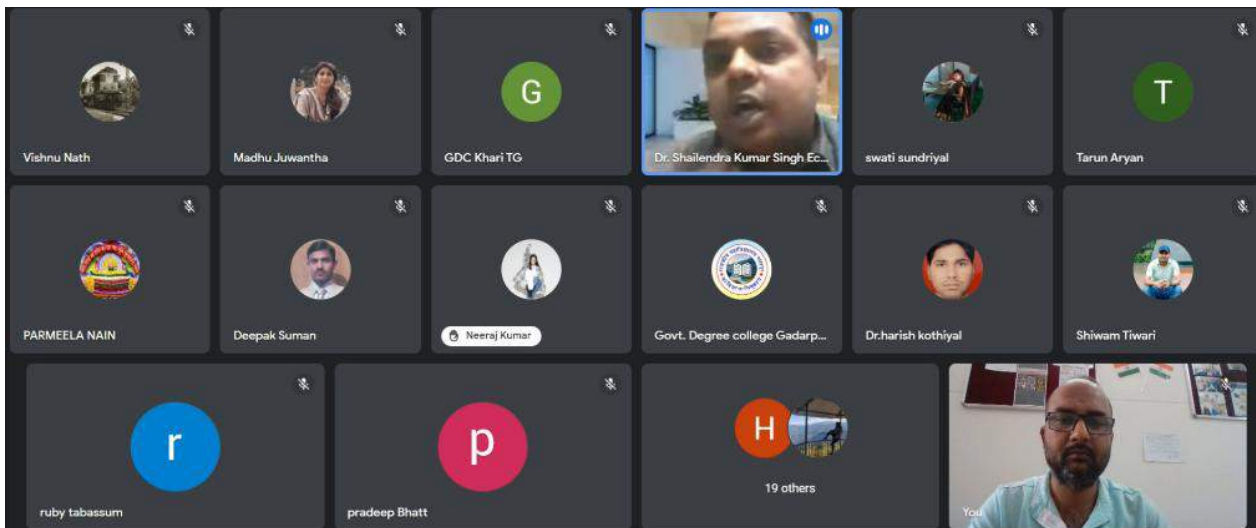 Vishnu Nath
Madhu Juwantha
G
GDC Khari TG
Dr. Shailendra Kumar Singh Ec...
swati sundriyal
T
Tarun Aryan
PARMEELA NAIN
Deepak Suman
Neeraj Kumar
Govt. Degree college Gadarp...
Dr.harish kothiyal
Shiwam Tiwari
r
ruby tabassum
p
pradeep Bhatt
H
19 others
You